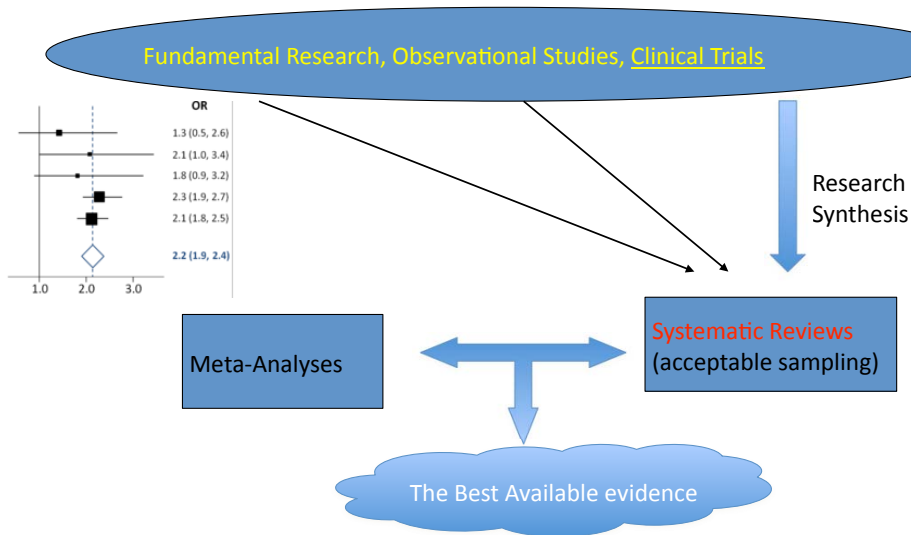 Fundamental Research, Observational Studies, Clinical Trials
OR
1.3 (0.5, 2.6)
2.1 (1.0, 3.4)
1.8 (0.9, 3.2)
2.3 (1.9, 2.7)
2.1 (1.8, 2.5)
2.2 (1.9, 2.4)
1.0 2.0 3.0
Research
Synthesis
Meta-Analyses
Systematic Reviews
(acceptable sampling)
The Best Available evidence